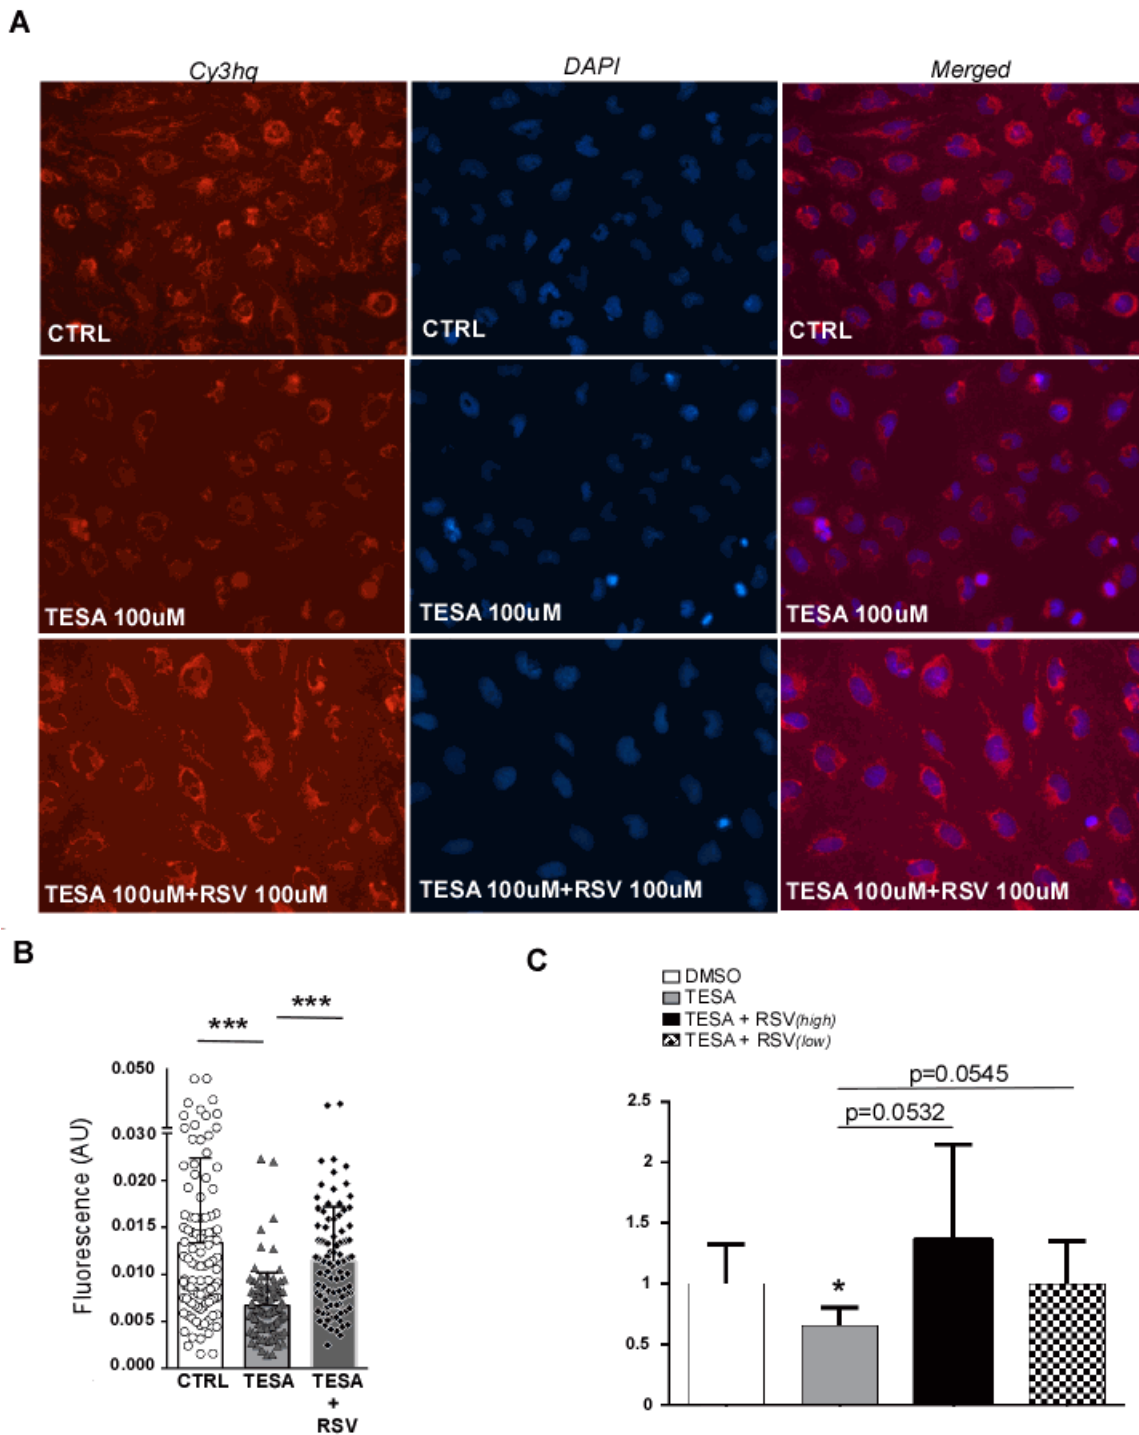 A
Cy3hq DAPI Merged
CTRL CTRL CTRL
TESA 100uM TESA 100uM TESA 100uM
TESA 100uM+RSV 100uM TESA 100uM+RSV 100uM TESA 100uM+RSV 100uM
B
*** ***
Fluorescence (AU)
0.050
0.030
0.020
0.015
0.010
0.005
0.000
CTRL TESA TESA
+
RSV
C
DMSO
TESA
TESA + RSV(high)
TESA + RSV(low)
p=0.0545
p=0.0532
2.5
2
1.5
1
0.5
0
*